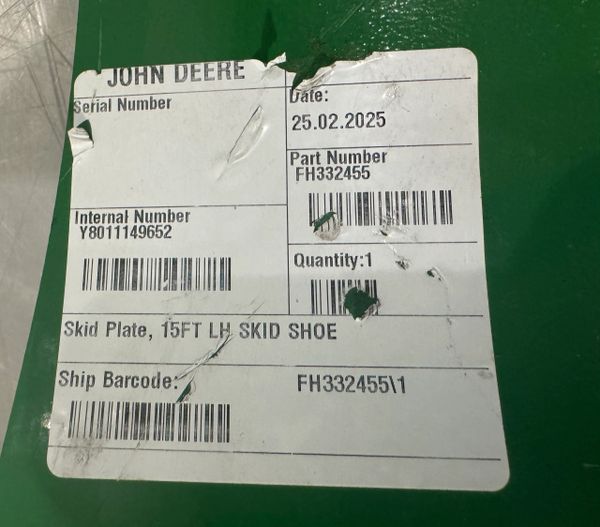 JOHN DEERE
Serial Number
Date:
25.02.2025
Part Number
FH332455
Internal Number
Y8011149652
Quantity:1
Skid Plate, 15FT LH SKID SHOE
Ship Barcode:
FH332455\1